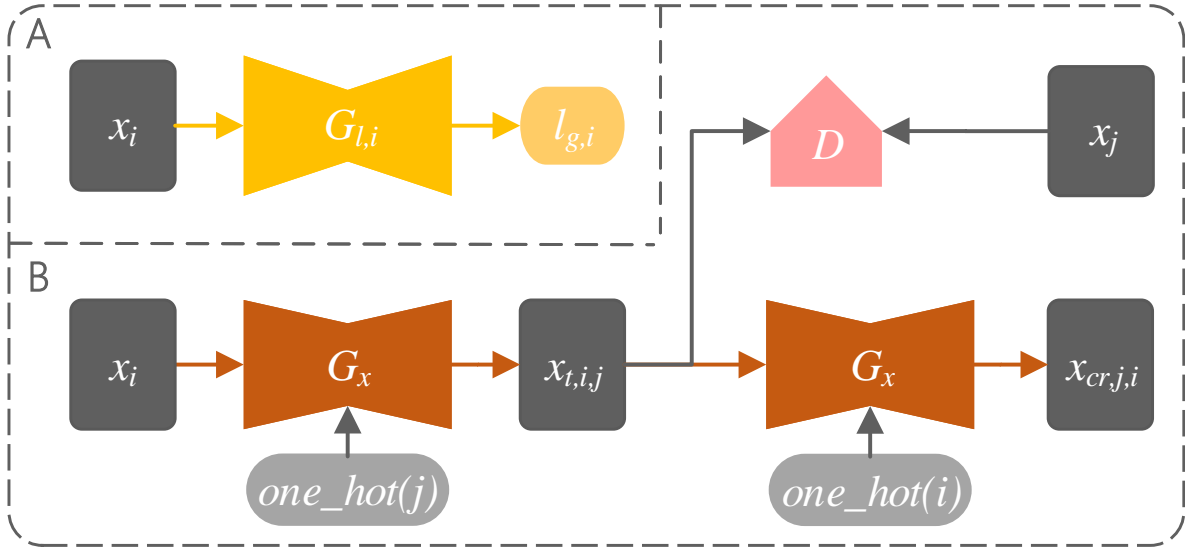 A
x_i
G_{l,i}
l_{g,i}
D
x_j
B
x_i
G_x
x_{t,i,j}
G_x
x_{cr,j,i}
one_hot(j)
one_hot(i)